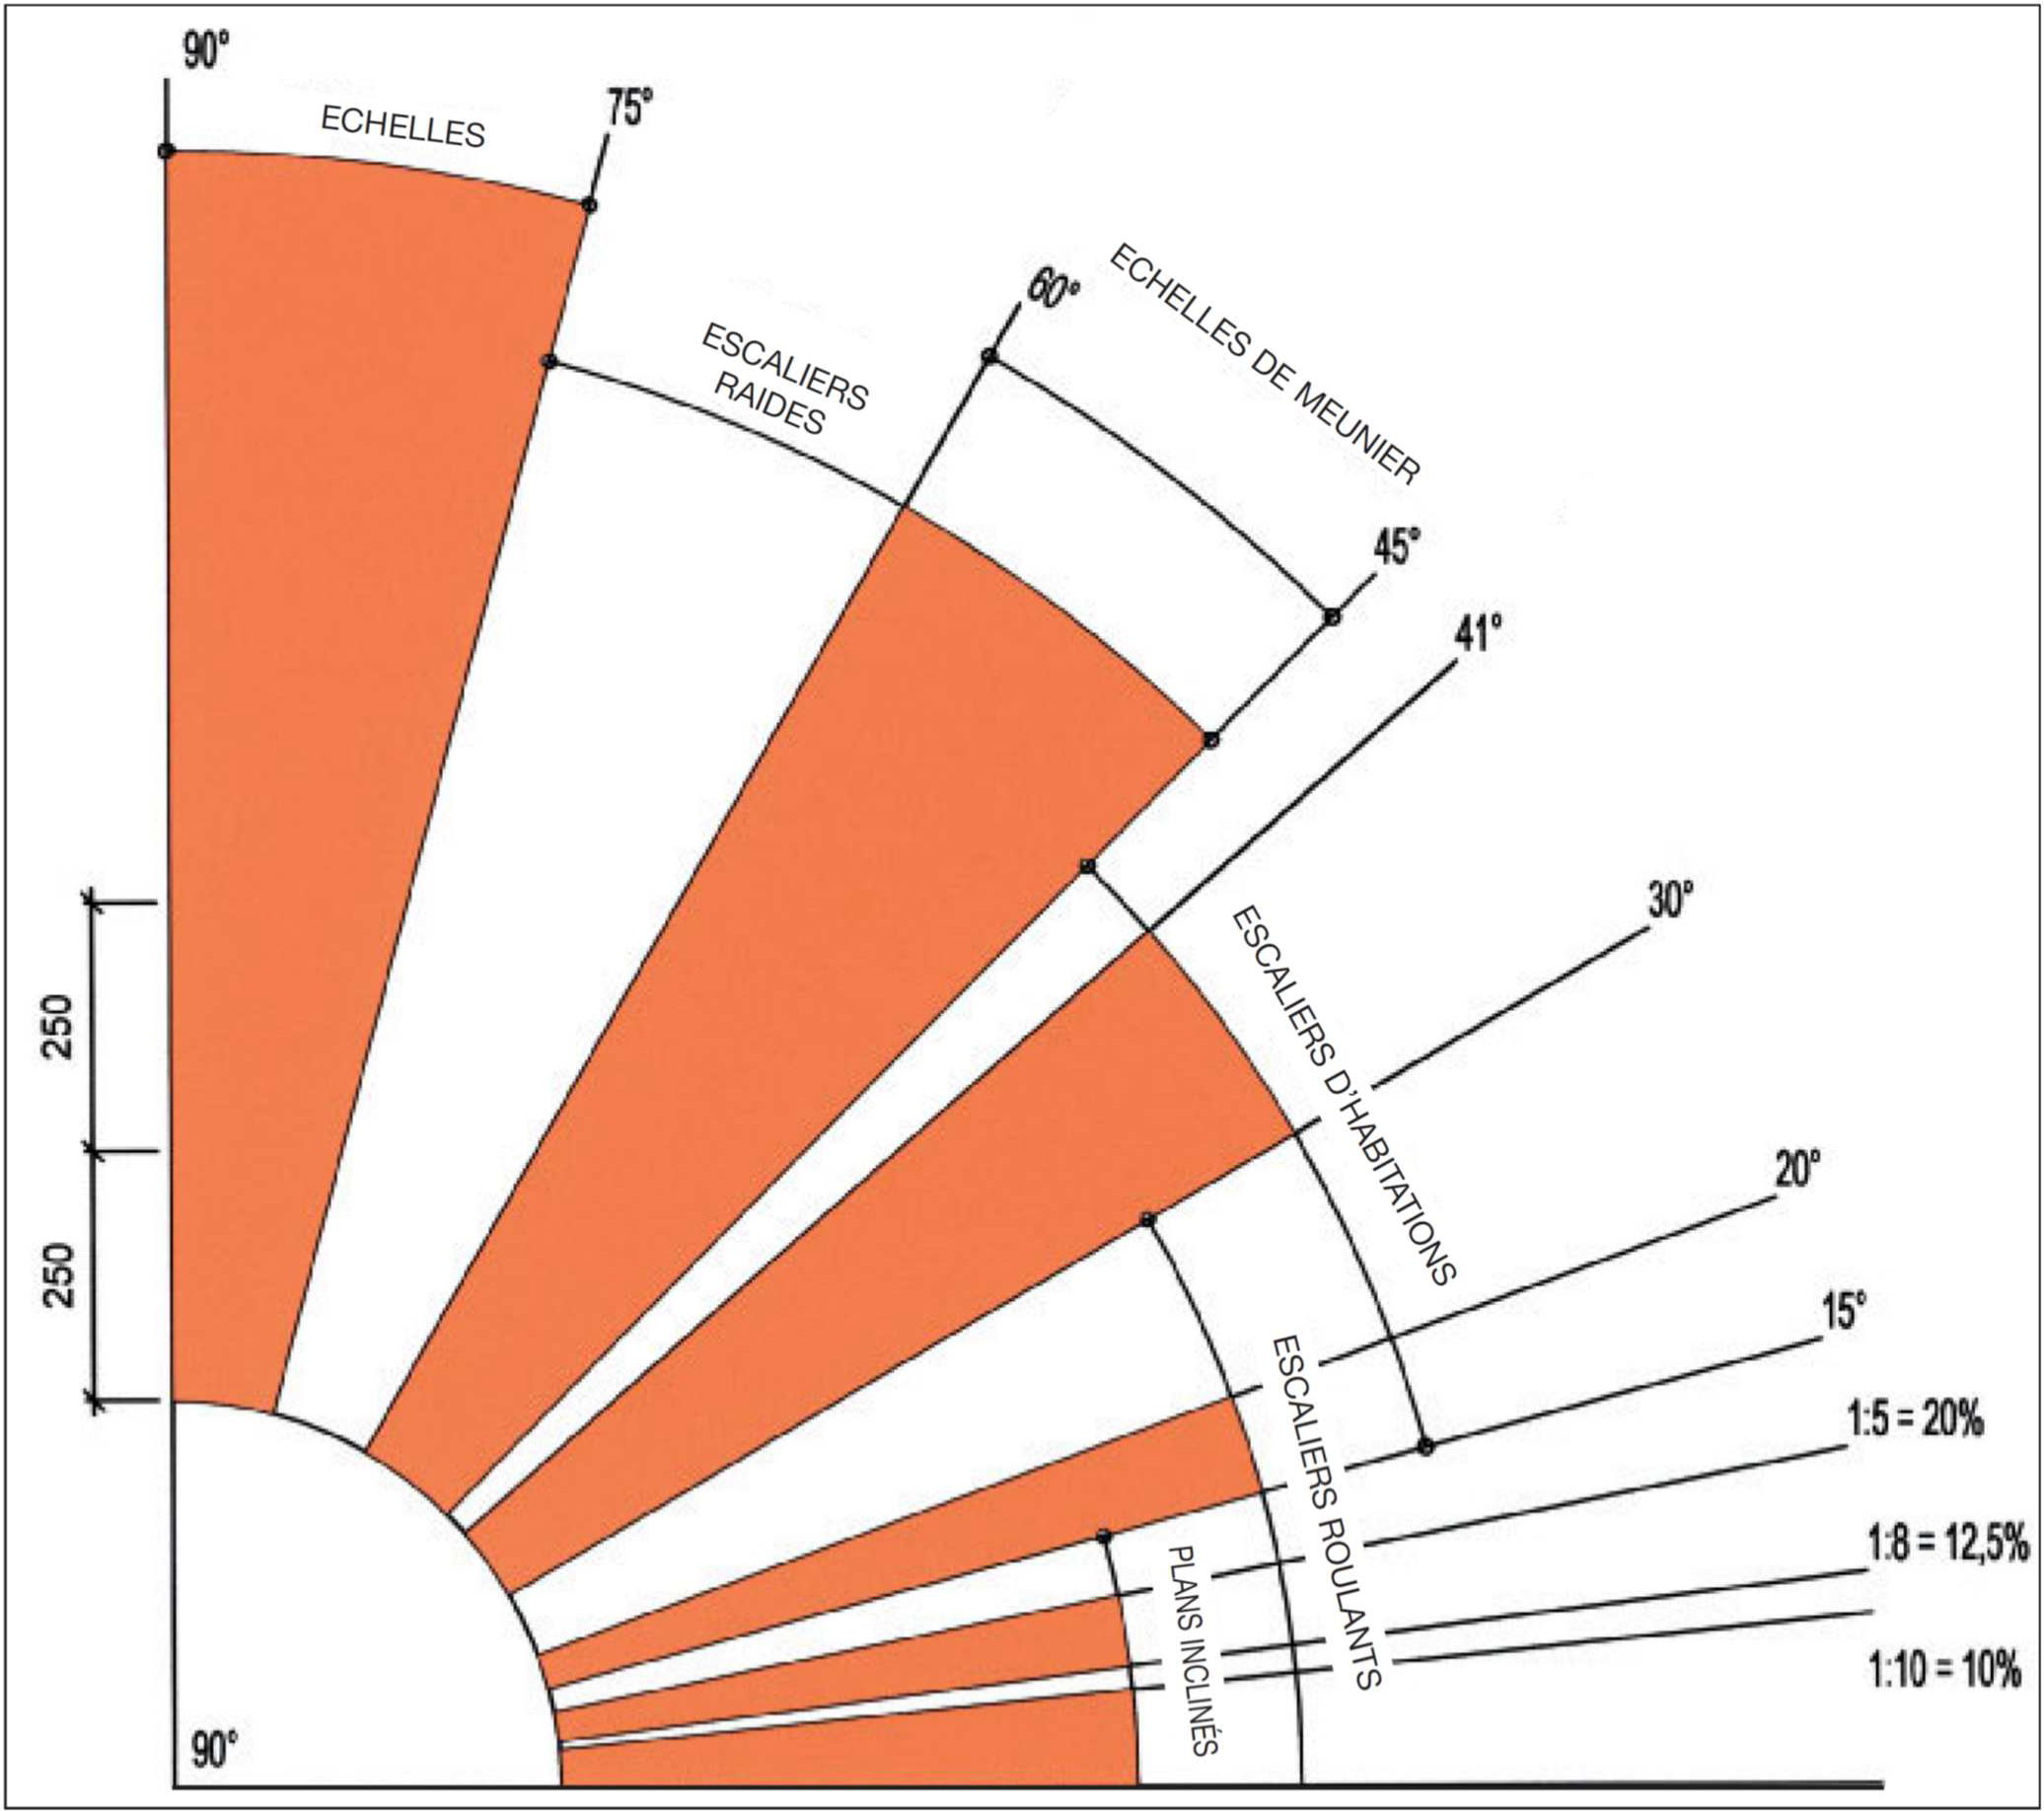 90°
75°
ECHELLES
60°
ECHELLES DE MEUNIER
ESCALIERS
RAIDES
45°
41°
30°
ESCALIERS D'HABITATIONS
250
20°
250
15°
ESCALIERS ROULANTS
1:5 = 20%
PLANS INCLINÉS
1:8 = 12,5%
1:10 = 10%
90°